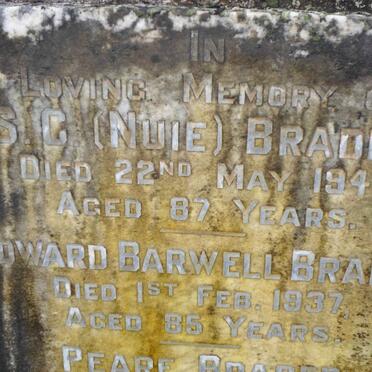 IN
LOVING MEMORY
S. G (NUIE) BRAD
DIED 22ND MAY 194
AGED 87 YEARS.
DWARD BARWELL BRA
DIED 1ST FEB. 1937,
AGED 85 YEARS.